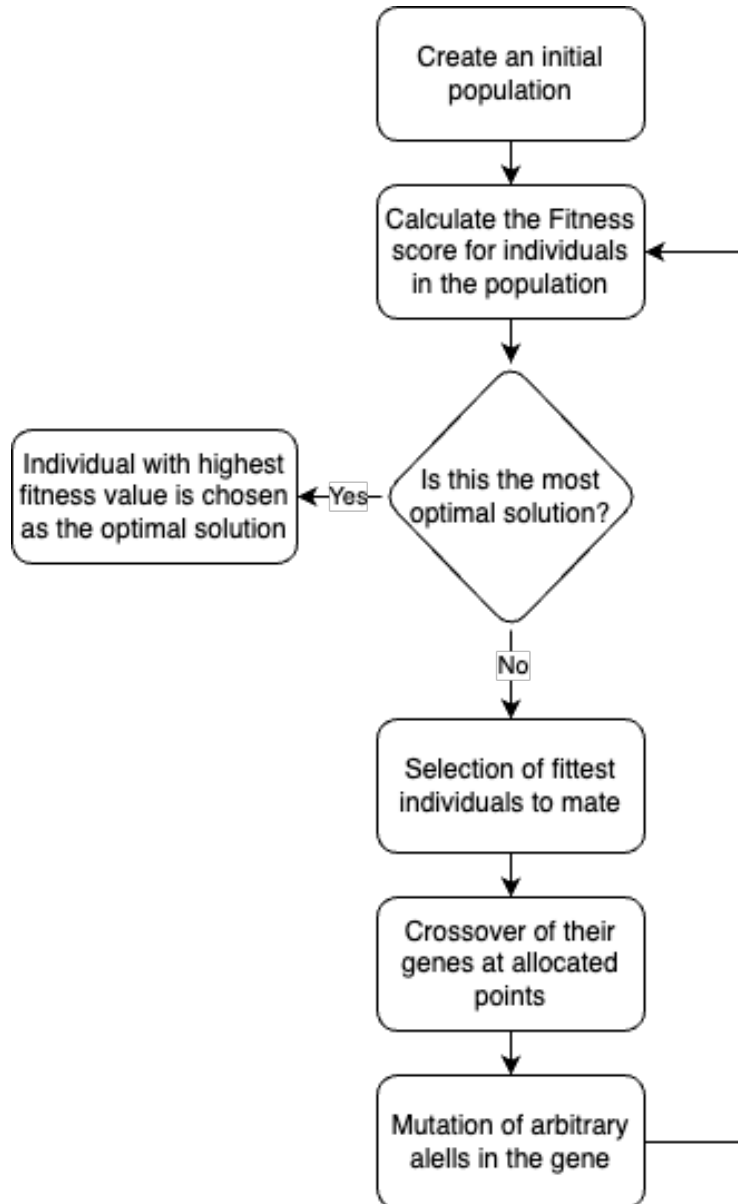 Create an initial
population
Calculate the Fitness
score for individuals
in the population
Is this the most
optimal solution?
Yes
Individual with highest
fitness value is chosen
as the optimal solution
No
Selection of fittest
individuals to mate
Crossover of their
genes at allocated
points
Mutation of arbitrary
alells in the gene